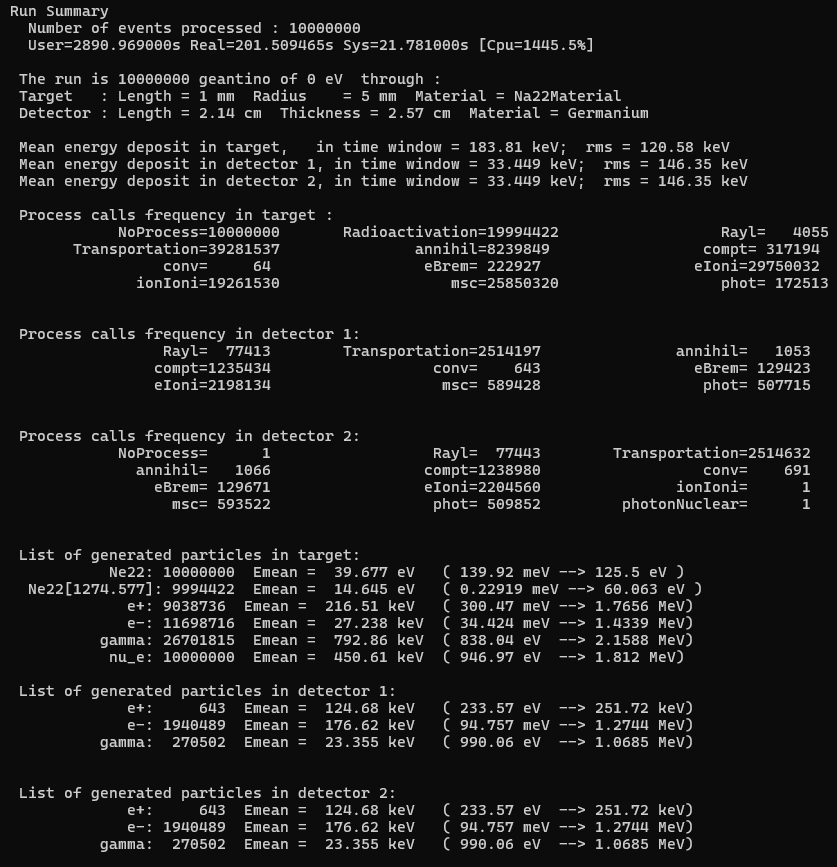 Run Summary
Number of events processed : 10000000
User=2890.969000s Real=201.509465s Sys=21.781000s [Cpu=1445.5%]
The run is 10000000 geantino of 0 eV  through :
Target   : Length = 1 mm  Radius    = 5 mm  Material = Na22Material
Detector : Length = 2.14 cm  Thickness = 2.57 cm  Material = Germanium
Mean energy deposit in target,   in time window = 183.81 keV;  rms = 120.58 keV
Mean energy deposit in detector 1, in time window = 33.449 keV;  rms = 146.35 keV
Mean energy deposit in detector 2, in time window = 33.449 keV;  rms = 146.35 keV
Process calls frequency in target :
NoProcess=10000000       Radioactivation=19994422                  Rayl=   4055
Transportation=39281537               annihil=8239849                 compt= 317194
conv=     64                eBrem= 222927                 eIoni=29750032
ionIoni=19261530                   msc=25850320                  phot= 172513
Process calls frequency in detector 1:
Rayl=  77413        Transportation=2514197               annihil=   1053
compt=1235434                  conv=    643                 eBrem= 129423
eIoni=2198134                   msc= 589428                  phot= 507715
Process calls frequency in detector 2:
NoProcess=      1                  Rayl=  77443        Transportation=2514632
annihil=   1066                 compt=1238980                  conv=    691
eBrem= 129671                 eIoni=2204560               ionIoni=      1
msc= 593522                  phot= 509852         photonNuclear=      1
List of generated particles in target:
Ne22: 10000000  Emean =  39.677 eV   ( 139.92 meV --> 125.5 eV )
Ne22[1274.577]: 9994422  Emean =  14.645 eV  ( 0.22919 meV --> 60.063 eV )
e+: 9038736  Emean =  216.51 keV  ( 300.47 meV --> 1.7656 MeV)
e-: 11698716  Emean =  27.238 keV  ( 34.424 meV --> 1.4339 MeV)
gamma: 26701815  Emean =  792.86 keV  ( 838.04 eV  --> 2.1588 MeV)
nu_e: 10000000  Emean =  450.61 keV  ( 946.97 eV  --> 1.812 MeV)
List of generated particles in detector 1:
e+:     643  Emean =  124.68 keV   ( 233.57 eV  --> 251.72 keV)
e-: 1940489  Emean =  176.62 keV   ( 94.757 meV --> 1.2744 MeV)
gamma:  270502  Emean =  23.355 keV   ( 990.06 eV  --> 1.0685 MeV)
List of generated particles in detector 2:
e+:     643  Emean =  124.68 keV   ( 233.57 eV  --> 251.72 keV)
e-: 1940489  Emean =  176.62 keV   ( 94.757 meV --> 1.2744 MeV)
gamma:  270502  Emean =  23.355 keV   ( 990.06 eV  --> 1.0685 MeV)